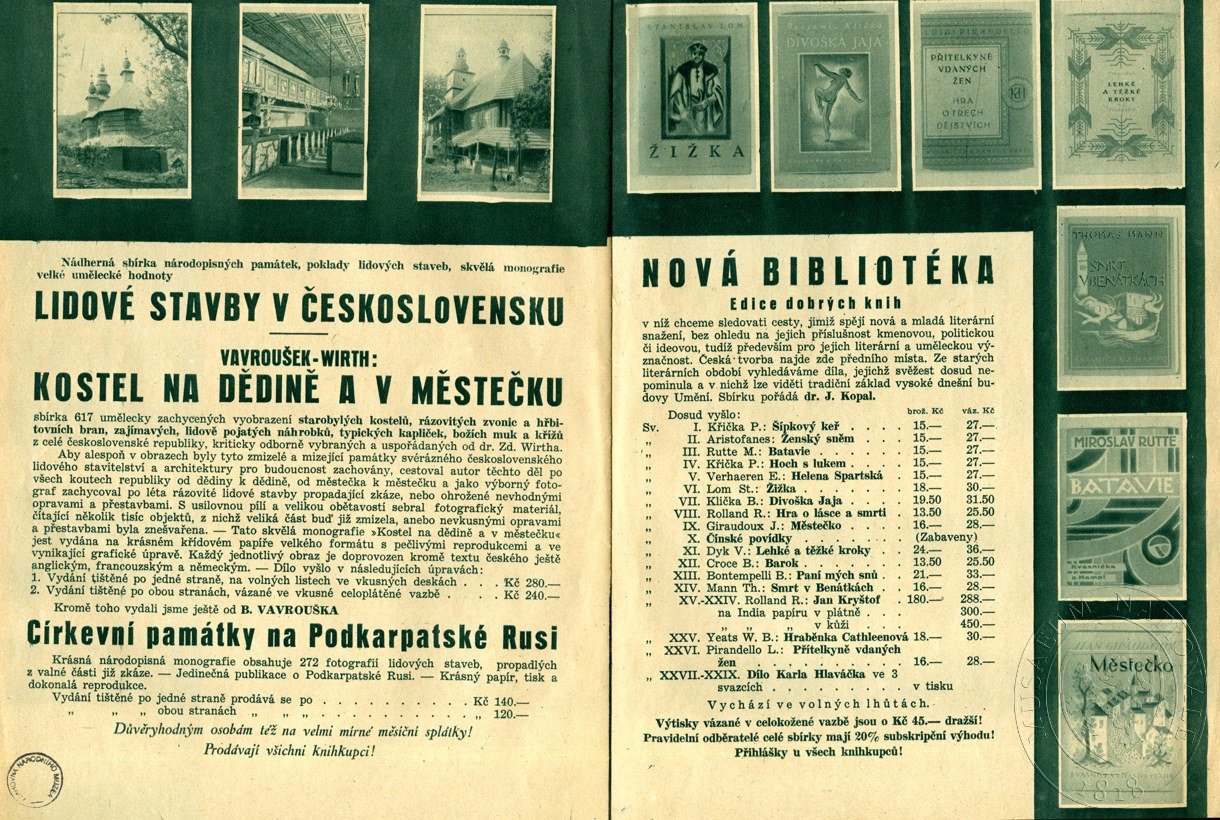 Nádherná sbírka národopisných památek, poklady lidových staveb, skvělá monografie
velké umělecké hodnoty
LIDOVÉ STAVBY V ČESKOSLOVENSKU
VAVROUŠEK-WIRTH:
KOSTEL NA DĚDINĚ A V MĚSTEČKU
sbírka 617 umělecky zachycených vyobrazení starobylých kostelů, rázovitých zvonic a hřbi-
tovních bran, zajímavých, lidově pojatých náhrobků, typických kapliček, božích muk a křížů
z celé československé republiky, kriticky odborně vybraných a uspořádaných od dr. Zd. Wirtha.
Aby alespoň v obrazech byly tyto zmizelé a mizející památky svérázného československého
lidového stavitelství a architektury pro budoucnost zachovány, cestoval autor těchto děl po
všech koutech republiky od dědiny k dědině, od městečka k městečku a jako výborný foto-
graf zachycoval po léta rázovité lidové stavby propadající zkáze, nebo ohrožené nevhodnými
opravami a přestavbami. S usilovnou pílí a velikou obětavostí sebral fotografický materiál,
čítající několik tisíc objektů, z nichž veliká část buď již zmizela, anebo nevkusnými opravami
a přestavbami byla znešvařena. — Tato skvělá monografie »Kostel na dědině a v městečku«
jest vydána na krásném křídovém papíře velkého formátu s pečlivými reprodukcemi a ve
vynikající grafické úpravě. Každý jednotlivý obraz je doprovozen kromě textu českého ještě
anglickým, francouzským a německým. — Dílo vyšlo v následujících úpravách:
1. Vydání tištěné po jedné straně, na volných listech ve vkusných deskách . . . Kč 280.—
2. Vydání tištěné po obou stranách, vázané ve vkusné celoplátěné vazbě . . . . Kč 240.—
Kromě toho vydali jsme ještě od B. VAVROUŠKA
Církevní památky na Podkarpatské Rusi
Krásná národopisná monografie obsahuje 272 fotografií lidových staveb, propadlých
z valné části již zkáze. — Jedinečná publikace o Podkarpatské Rusi. — Krásný papír, tisk a
dokonalá reprodukce.
Vydání tištěné po jedné straně prodává se po . . . . . . . . . . . . Kč 140.—
„ „ „ obou stranách „ „ „ . . . . . . . . . . . . „ 120.—
Důvěryhodným osobám též na velmi mírné měsíční splátky!
Prodávají všichni knihkupci!
KNIHOVNA NÁRODNÍHO MUZEA
STANISLAV LOM
ŽIŽKA
DIVOŠKA JAJA
LUIGI PIRANDELLO
PŘÍTELKYNĚ
VDANÝCH
ŽEN
HRA
O TŘECH
DĚJSTVÍCH
LEHKÉ
A TĚŽKÉ
KROKY
THOMAS MANN
SMRT
V BENÁTKÁCH
MIROSLAV RUTTE
BATAVIE
Kvasnička
a Hampl
JEAN GIRAUDOUX
Městečko
1818
NOVÁ BIBLIOTÉKA
Edice dobrých knih
v níž chceme sledovati cesty, jimiž spějí nová a mladá literární
snažení, bez ohledu na jejich příslušnost kmenovou, politickou
či ideovou, tudíž především pro jejich literární a uměleckou vý-
značnost. Česká tvorba najde zde předního místa. Ze starých
literárních období vyhledáváme díla, jejichž svěžest dosud ne-
pominula a v nichž lze viděti tradiční základ vysoké dnešní bu-
dovy Umění. Sbírku pořádá dr. J. Kopal.
Dosud vyšlo: brož. Kč váz. Kč
Sv. I. Křička P.: Šípkový keř . . . . 15.— 27.—
„ II. Aristofanes: Ženský sněm . . . 15.— 27.—
„ III. Rutte M.: Batavie . . . . . 15.— 27.—
„ IV. Křička P.: Hoch s lukem . . . . 15.— 27.—
„ V. Verhaeren E.: Helena Spartská . 15.— 27.—
„ VI. Lom St.: Žižka . . . . . . 18.— 30.—
„ VII. Klička B.: Divoška Jaja . . . . 19.50 31.50
„ VIII. Rolland R.: Hra o lásce a smrti . 13.50 25.50
„ IX. Giraudoux J.: Městečko . . . . 16.— 28.—
„ X. Čínské povídky . . . . . . (Zabaveny)
„ XI. Dyk V.: Lehké a těžké kroky . . 24.— 36.—
„ XII. Croce B.: Barok . . . . . . 13.50 25.50
„ XIII. Bontempelli B.: Paní mých snů . . 21.— 33.—
„ XIV. Mann Th.: Smrt v Benátkách . . 16.— 28.—
„ XV.-XXIV. Rolland R.: Jan Kryštof . 180.— 288.—
na India papíru v plátně . . . 300.—
„ „ „ v kůži . . . . 450.—
„ XXV. Yeats W. B.: Hraběnka Cathleenová 18.— 30.—
„ XXVI. Pirandello L.: Přítelkyně vdaných
žen . . . . . . . . . . 16.— 28.—
„ XXVII.-XXIX. Dílo Karla Hlaváčka ve 3
svazcích . . . . . . . . v tisku
Vychází ve volných lhůtách.
Výtisky vázané v celokožené vazbě jsou o Kč 45.— dražší!
Pravidelní odběratelé celé sbírky mají 20% subskripční výhodu!
Přihlášky u všech knihkupců!